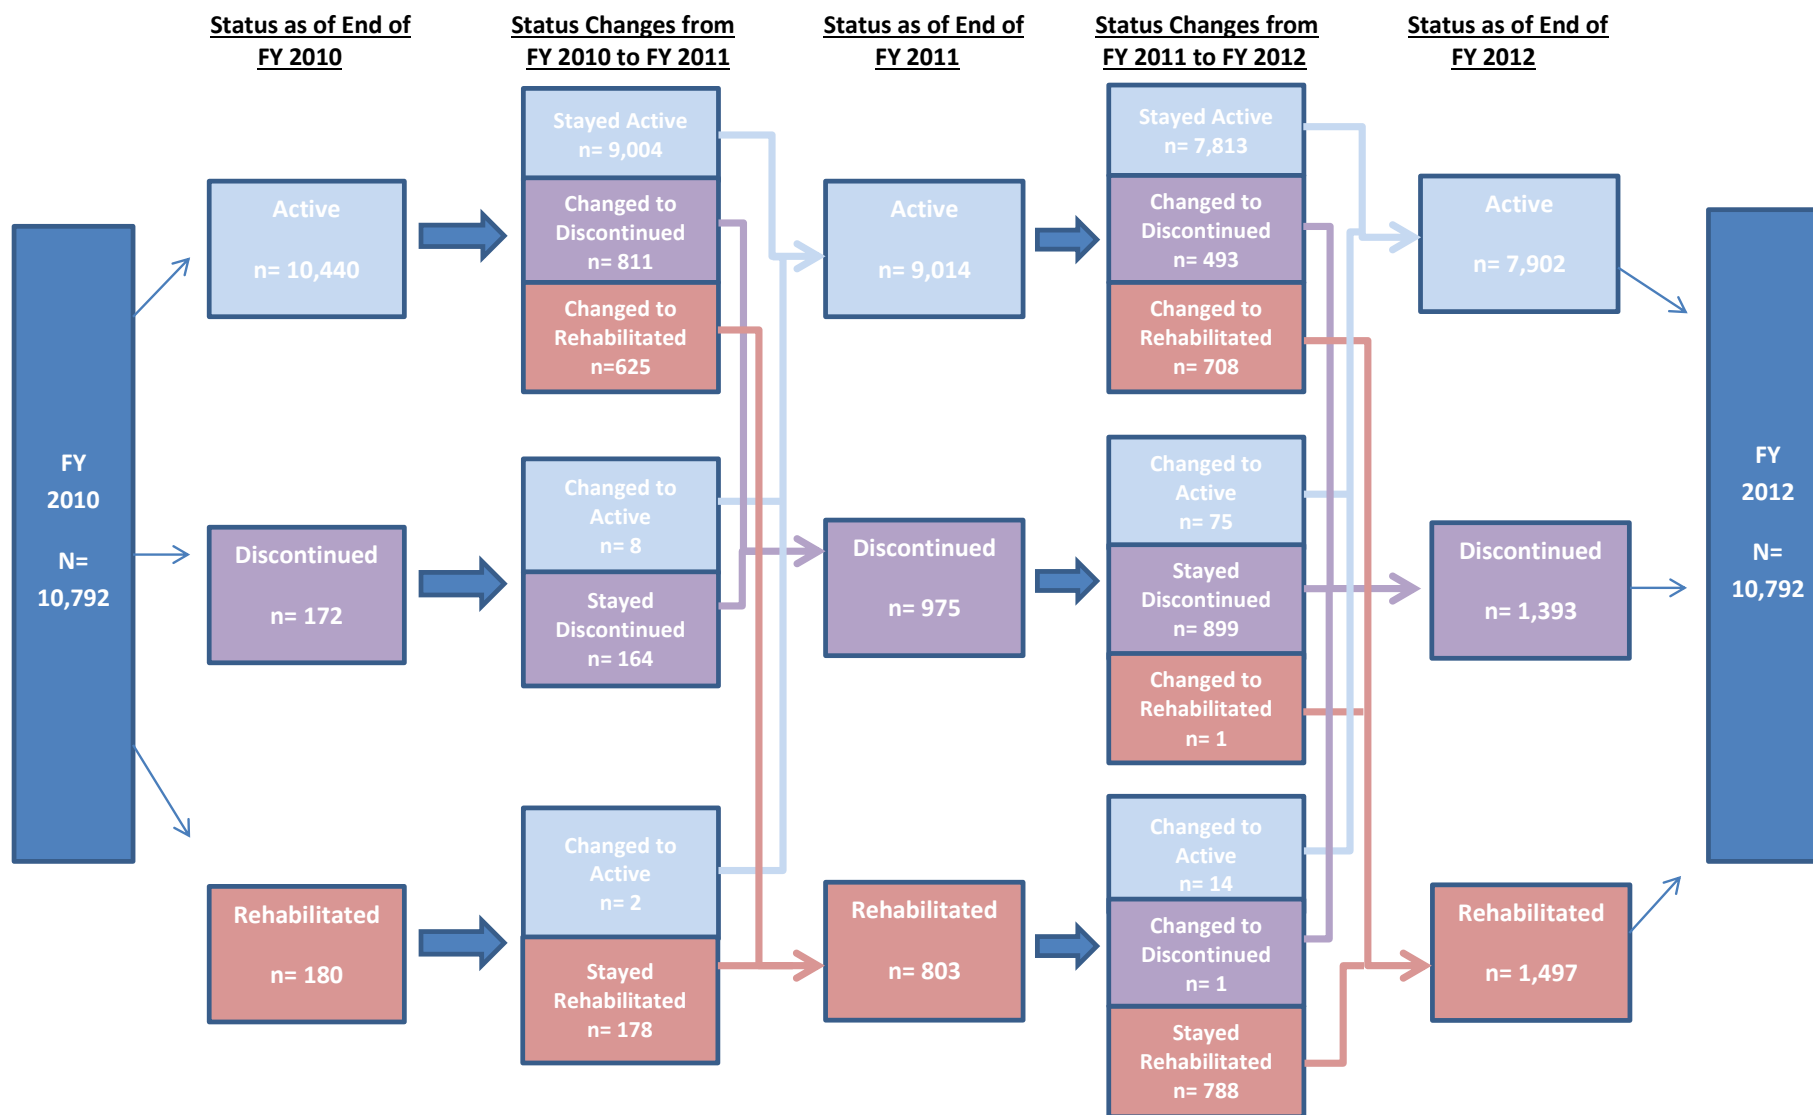 Status as of End of
FY 2010
Status Changes from
FY 2010 to FY 2011
Status as of End of
FY 2011
Status Changes from
FY 2011 to FY 2012
Status as of End of
FY 2012
FY
2010
N=
10,792
Active
n= 10,440
Discontinued
n= 172
Rehabilitated
n= 180
Stayed Active
n= 9,004
Changed to
Discontinued
n= 811
Changed to
Rehabilitated
n=625
Changed to
Active
n= 8
Stayed
Discontinued
n= 164
Changed to
Active
n= 2
Stayed
Rehabilitated
n= 178
Active
n= 9,014
Discontinued
n= 975
Rehabilitated
n= 803
Stayed Active
n= 7,813
Changed to
Discontinued
n= 493
Changed to
Rehabilitated
n= 708
Changed to
Active
n= 75
Stayed
Discontinued
n= 899
Changed to
Rehabilitated
n= 1
Changed to
Active
n= 14
Changed to
Discontinued
n= 1
Stayed
Rehabilitated
n= 788
Active
n= 7,902
Discontinued
n= 1,393
Rehabilitated
n= 1,497
FY
2012
N=
10,792